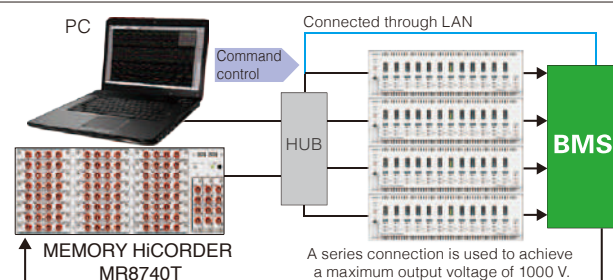 PC
Connected through LAN
Command
control
HUB
BMS
MEMORY HiCORDER
MR8740T
A series connection is used to achieve
a maximum output voltage of 1000 V.